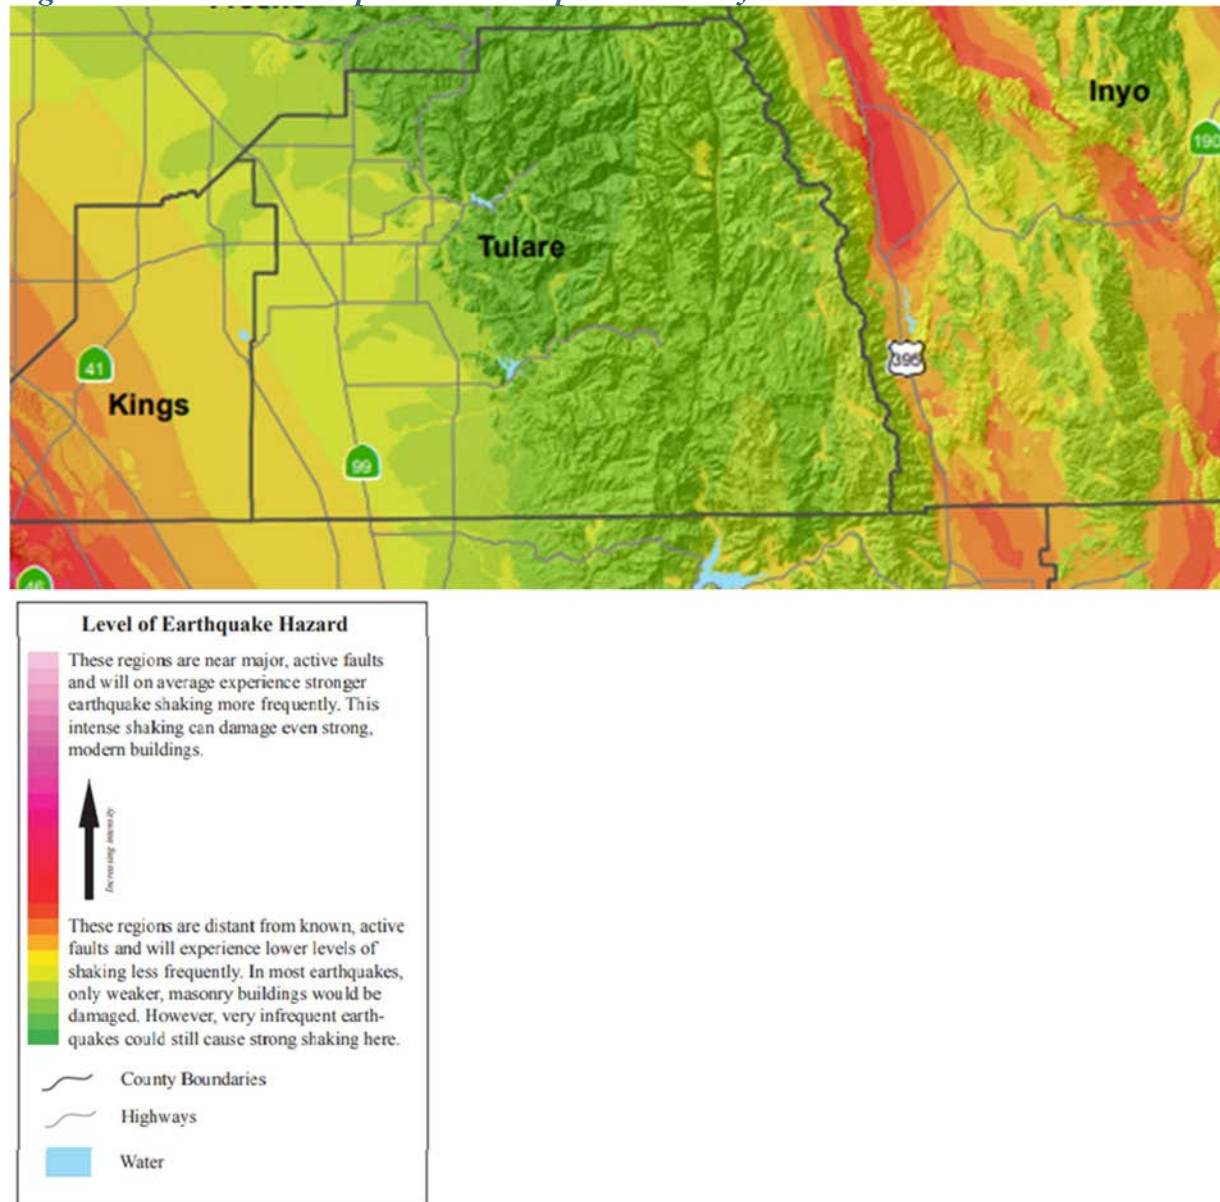 Inyo
190
Tulare
395
41
Kings
99
46
Level of Earthquake Hazard
These regions are near major, active faults
and will on average experience stronger
earthquake shaking more frequently. This
intense shaking can damage even strong,
modern buildings.
Increasing intensity
These regions are distant from known, active
faults and will experience lower levels of
shaking less frequently. In most earthquakes,
only weaker, masonry buildings would be
damaged. However, very infrequent earth-
quakes could still cause strong shaking here.
County Boundaries
Highways
Water